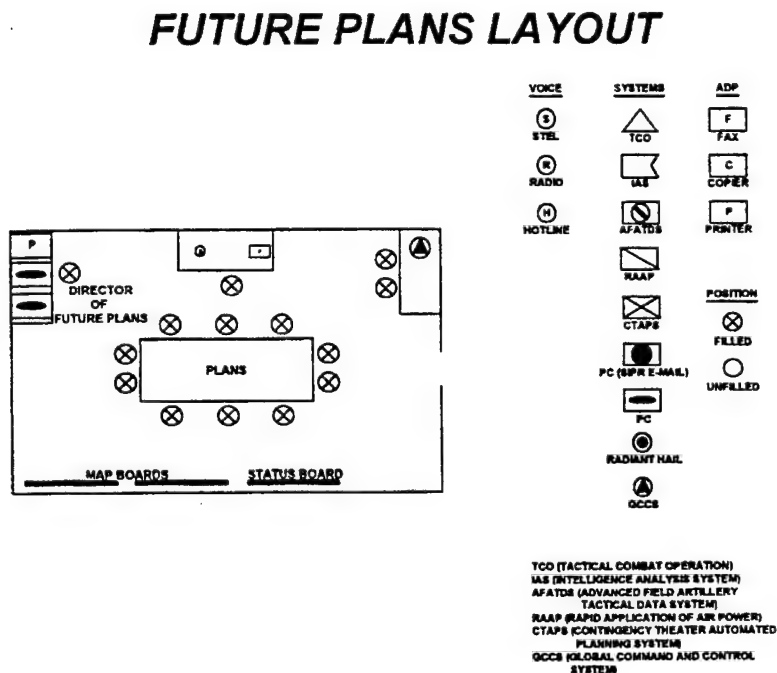 FUTURE PLANS LAYOUT
VOICE
S
STEL
R
RADIO
H
HOTLINE
SYSTEMS
TCO
IAS
AFATDS
RAAP
CTAPS
PC (SIPR E-MAIL)
PC
RADIANT HAIL
GCCS
ADP
F
FAX
C
COPIER
P
PRINTER
POSITION
FILLED
UNFILLED
P
DIRECTOR
OF
FUTURE PLANS
PLANS
MAP BOARDS
STATUS BOARD
TCO (TACTICAL COMBAT OPERATION)
IAS (INTELLIGENCE ANALYSIS SYSTEM)
AFATDS (ADVANCED FIELD ARTILLERY
TACTICAL DATA SYSTEM)
RAAP (RAPID APPLICATION OF AIR POWER)
CTAPS (CONTINGENCY THEATER AUTOMATED
PLANNING SYSTEM)
GCCS (GLOBAL COMMAND AND CONTROL
SYSTEM)